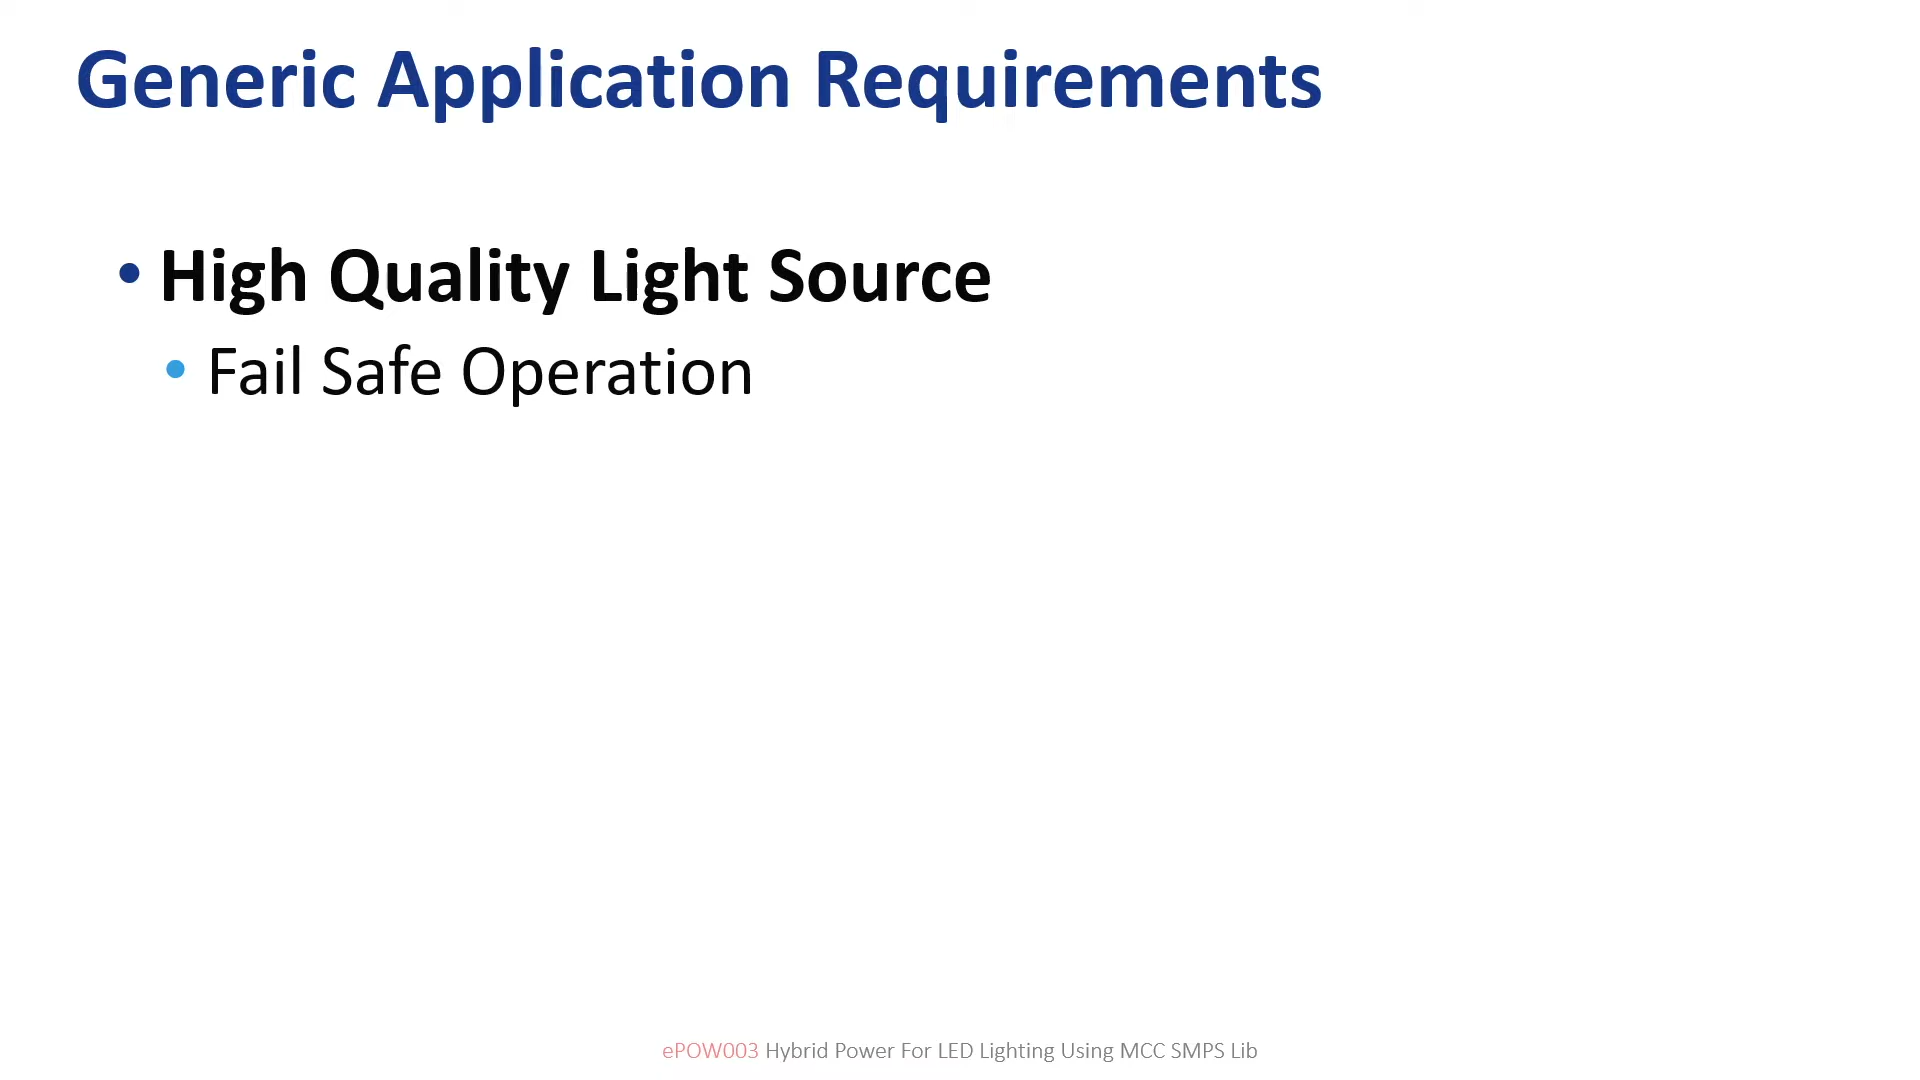 Generic Application Requirements
• High Quality Light Source
• Fail Safe Operation
ePOW003 Hybrid Power For LED Lighting Using MCC SMPS Lib